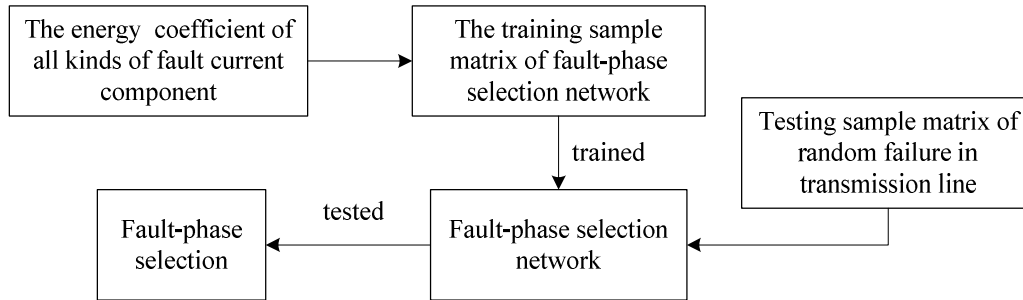 The energy coefficient of
all kinds of fault current
component
The training sample
matrix of fault-phase
selection network
Testing sample matrix of
random failure in
transmission line
trained
Fault-phase
selection
tested
Fault-phase selection
network